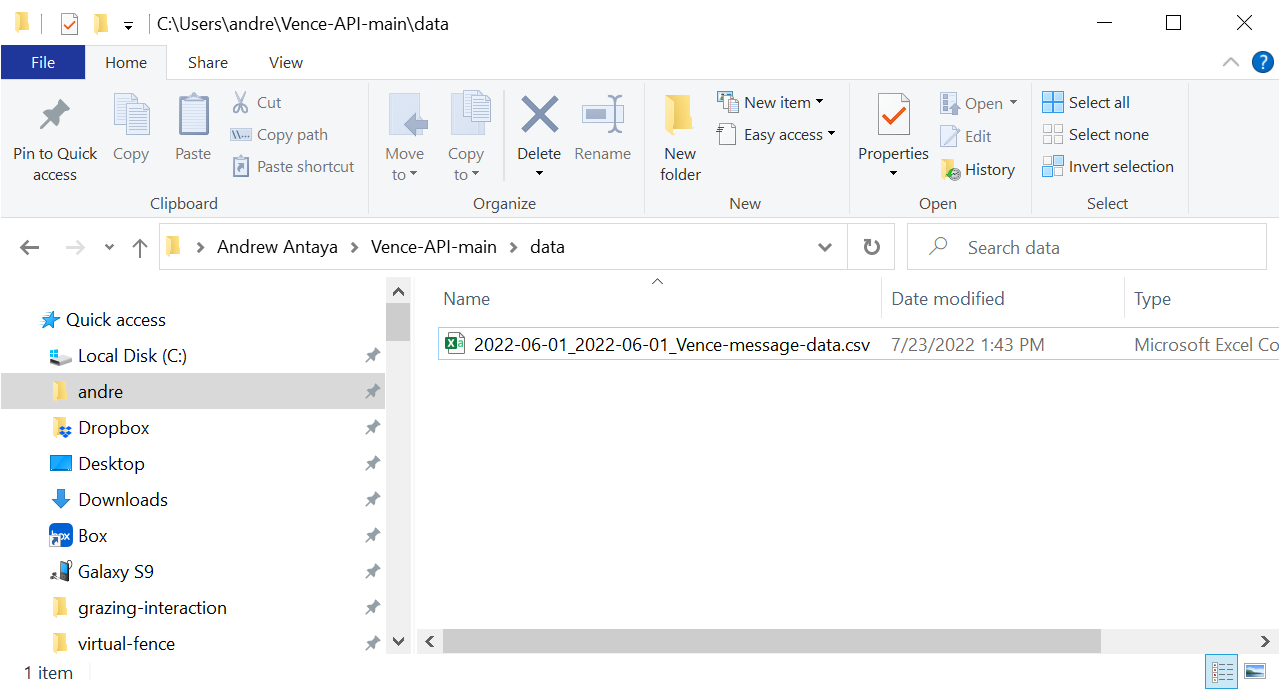 C:\Users\andre\Vence-API-main\data
File Home Share View
Pin to Quick access
Copy
Paste
Cut
Copy path
Paste shortcut
Clipboard
Move to
Copy to
Delete
Rename
Organize
New folder
New item
Easy access
New
Properties
Open
Edit
History
Open
Select all
Select none
Invert selection
Select
Andrew Antaya > Vence-API-main > data
Search data
Quick access
Local Disk (C:)
andre
Dropbox
Desktop
Downloads
Box
Galaxy S9
grazing-interaction
virtual-fence
Name Date modified Type
2022-06-01_2022-06-01_Vence-message-data.csv 7/23/2022 1:43 PM Microsoft Excel Co
1 item